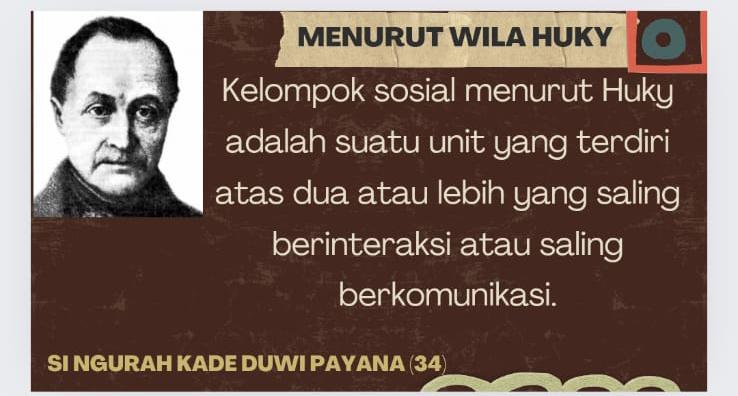 MENURUT WILA HUKY
Kelompok sosial menurut Huky
adalah suatu unit yang terdiri
atas dua atau lebih yang saling
berinteraksi atau saling
berkomunikasi.
SI NGURAH KADE DUWI PAYANA (34)